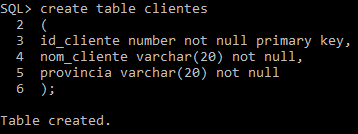 SQL> create table clientes
2 (
3 id_cliente number not null primary key,
4 nom_cliente varchar(20) not null,
5 provincia varchar(20) not null
6 );
Table created.